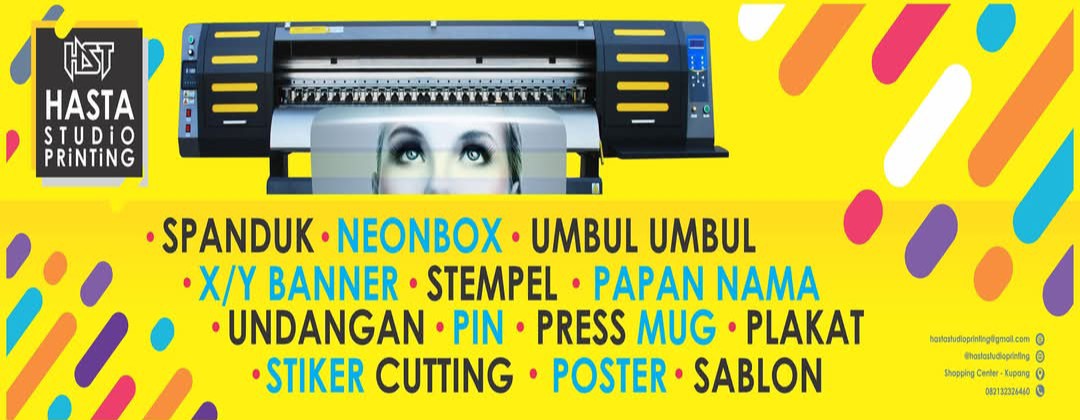 HST
HASTA
STUDiO
PRiNTiNG
• SPANDUK • NEONBOX • UMBUL UMBUL
• X/Y BANNER • STEMPEL • PAPAN NAMA
• UNDANGAN • PIN • PRESS MUG • PLAKAT
• STIKER CUTTING • POSTER • SABLON
hastastudioprinting@gmail.com
@hastastudioprinting
Shopping Center - Kupang
082132326460